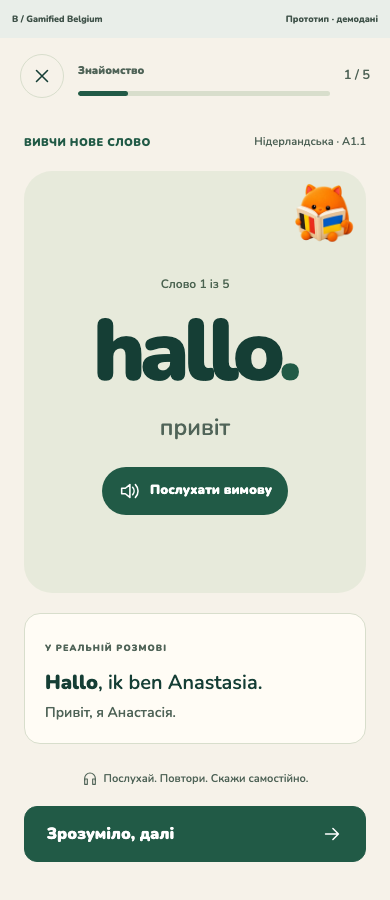 B / Gamified Belgium
Прототип · демодані
Знайомство
1 / 5
ВИВЧИ НОВЕ СЛОВО
Нідерландська · A1.1
Слово 1 із 5
hallo.
привіт
Послухати вимову
У РЕАЛЬНІЙ РОЗМОВІ
Hallo, ik ben Anastasia.
Привіт, я Анастасія.
Послухай. Повтори. Скажи самостійно.
Зрозуміло, далі